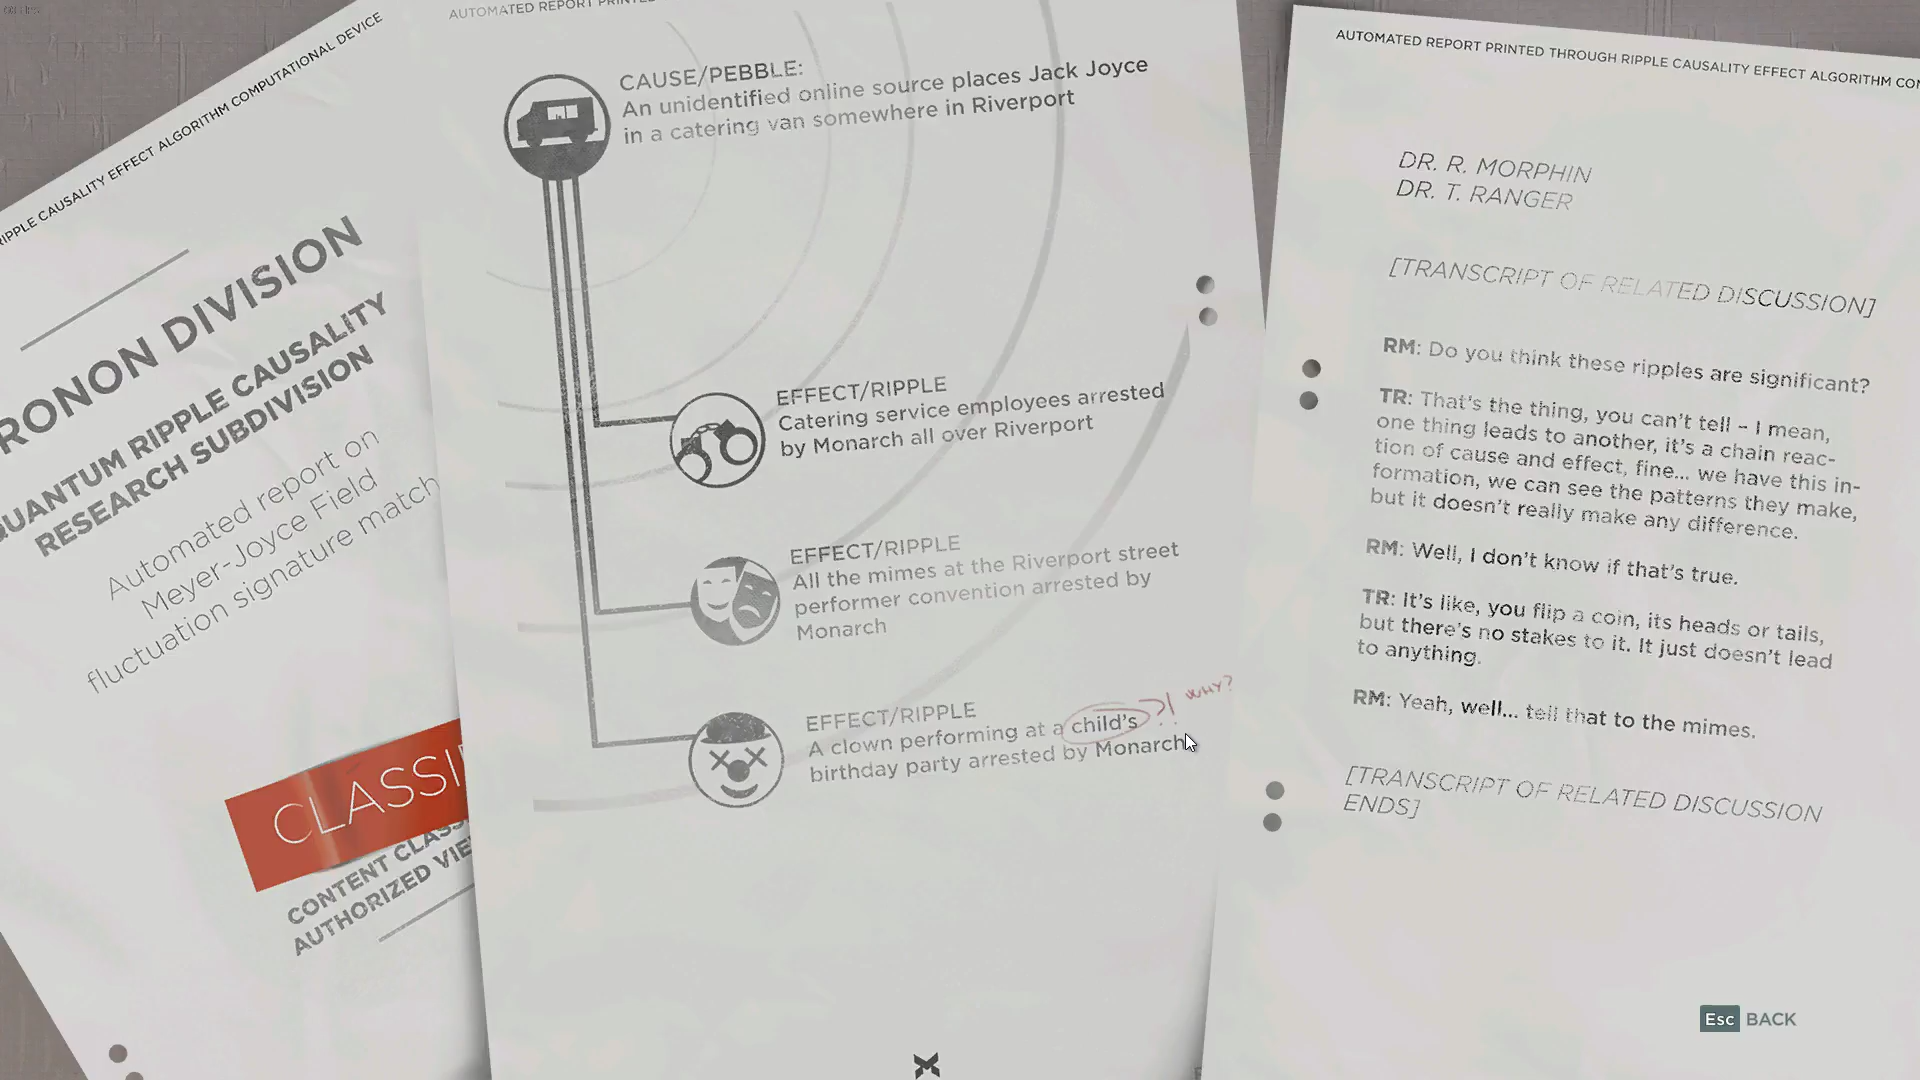 RIPPLE CAUSALITY EFFECT ALGORITHM COMPUTATIONAL DEVICE
RONON DIVISION
QUANTUM RIPPLE CAUSALITY
RESEARCH SUBDIVISION
Automated report on
Meyer-Joyce Field
fluctuation signature match
CLASSI
CONTENT CLASS
AUTHORIZED VIE
AUTOMATED REPORT PRINTE
CAUSE/PEBBLE:
An unidentified online source places Jack Joyce
in a catering van somewhere in Riverport
EFFECT/RIPPLE
Catering service employees arrested
by Monarch all over Riverport
EFFECT/RIPPLE
All the mimes at the Riverport street
performer convention arrested by
Monarch
EFFECT/RIPPLE
A clown performing at a child's ?! WHY?
birthday party arrested by Monarch
AUTOMATED REPORT PRINTED THROUGH RIPPLE CAUSALITY EFFECT ALGORITHM CO
DR. R. MORPHIN
DR. T. RANGER
[TRANSCRIPT OF RELATED DISCUSSION]
RM: Do you think these ripples are significant?
TR: That's the thing, you can't tell – I mean,
one thing leads to another, it's a chain reac-
tion of cause and effect, fine... we have this in-
formation, we can see the patterns they make,
but it doesn't really make any difference.
RM: Well, I don't know if that's true.
TR: It's like, you flip a coin, its heads or tails,
but there's no stakes to it. It just doesn't lead
to anything.
RM: Yeah, well... tell that to the mimes.
[TRANSCRIPT OF RELATED DISCUSSION
ENDS]
Esc BACK